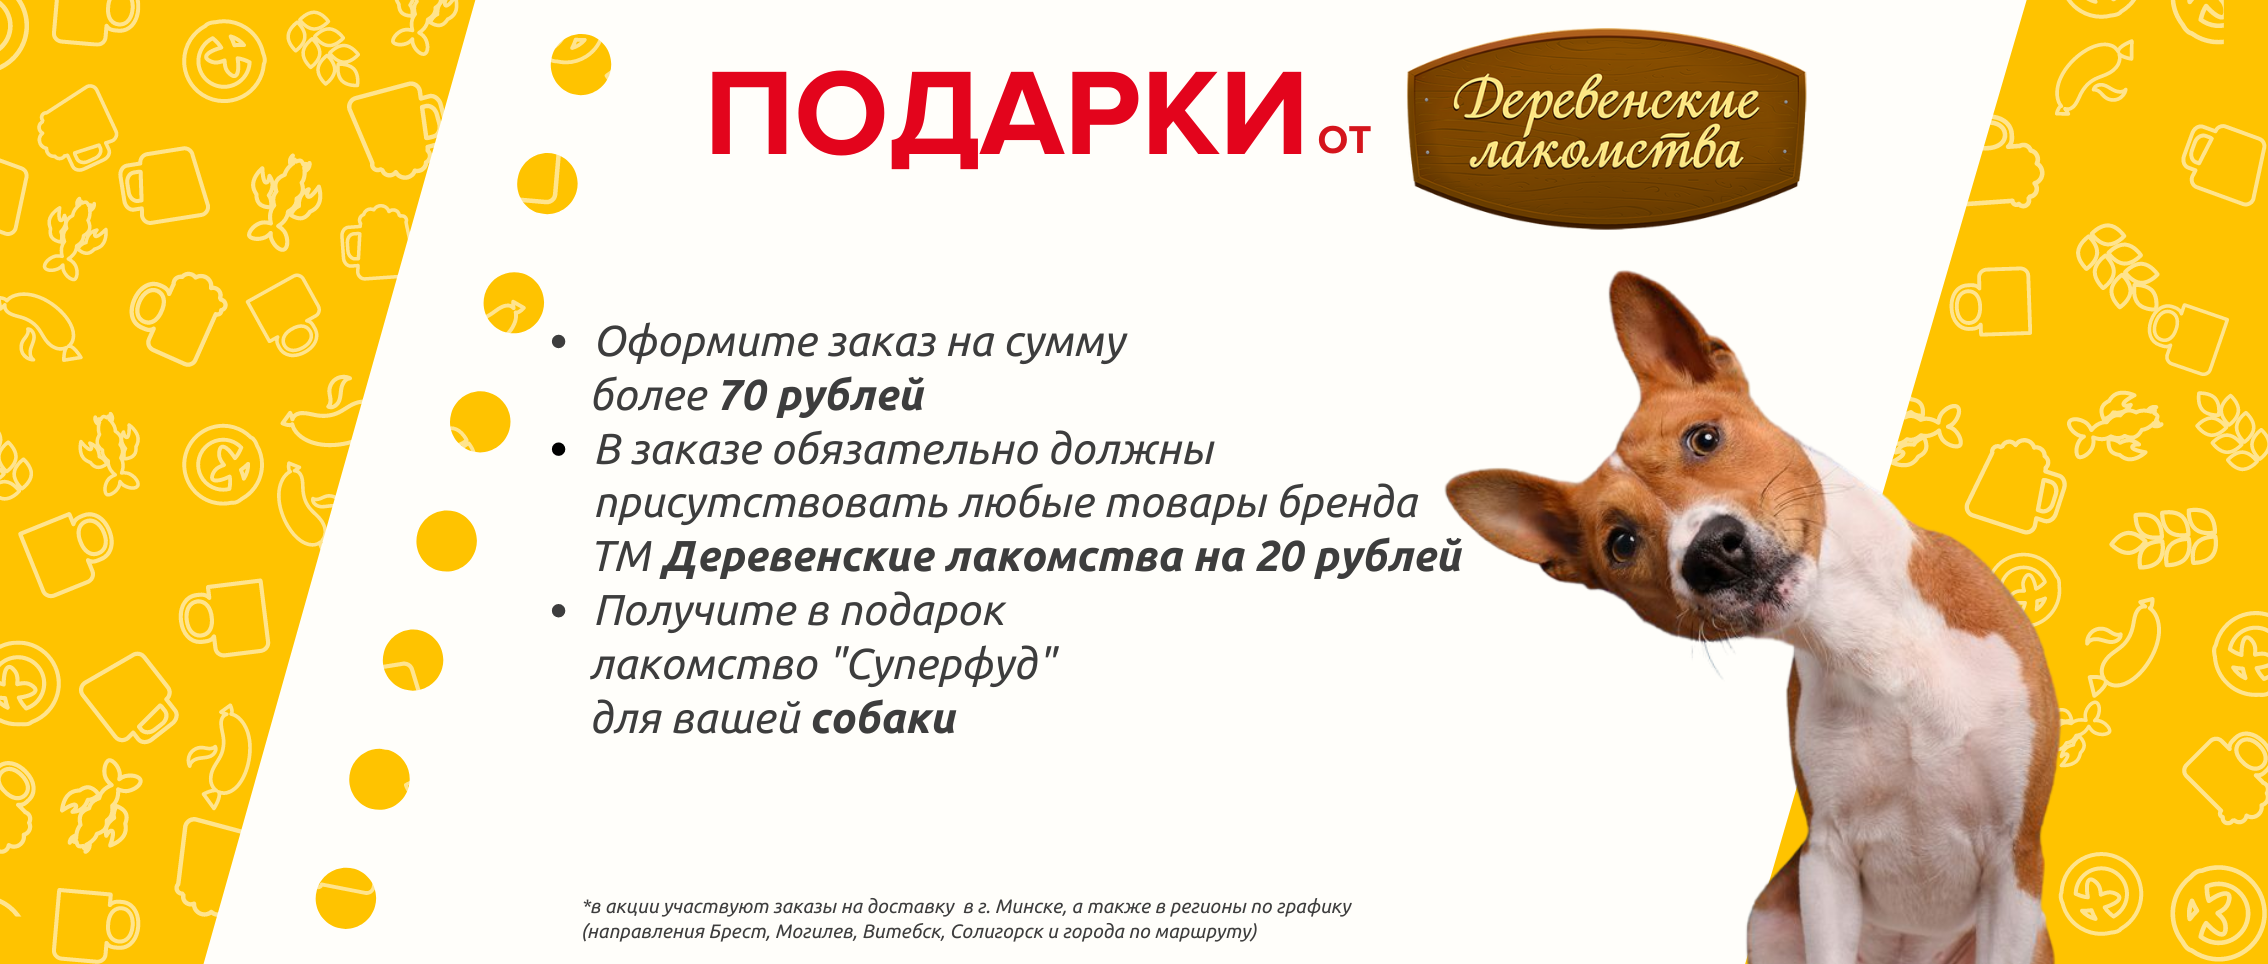 ПОДАРКИ от
Деревенские
лакомства
• Оформите заказ на сумму
более 70 рублей
• В заказе обязательно должны
присутствовать любые товары бренда
ТМ Деревенские лакомства на 20 рублей
• Получите в подарок
лакомство "Суперфуд"
для вашей собаки
*в акции участвуют заказы на доставку в г. Минске, а также в регионы по графику
(направления Брест, Могилев, Витебск, Солигорск и города по маршруту)